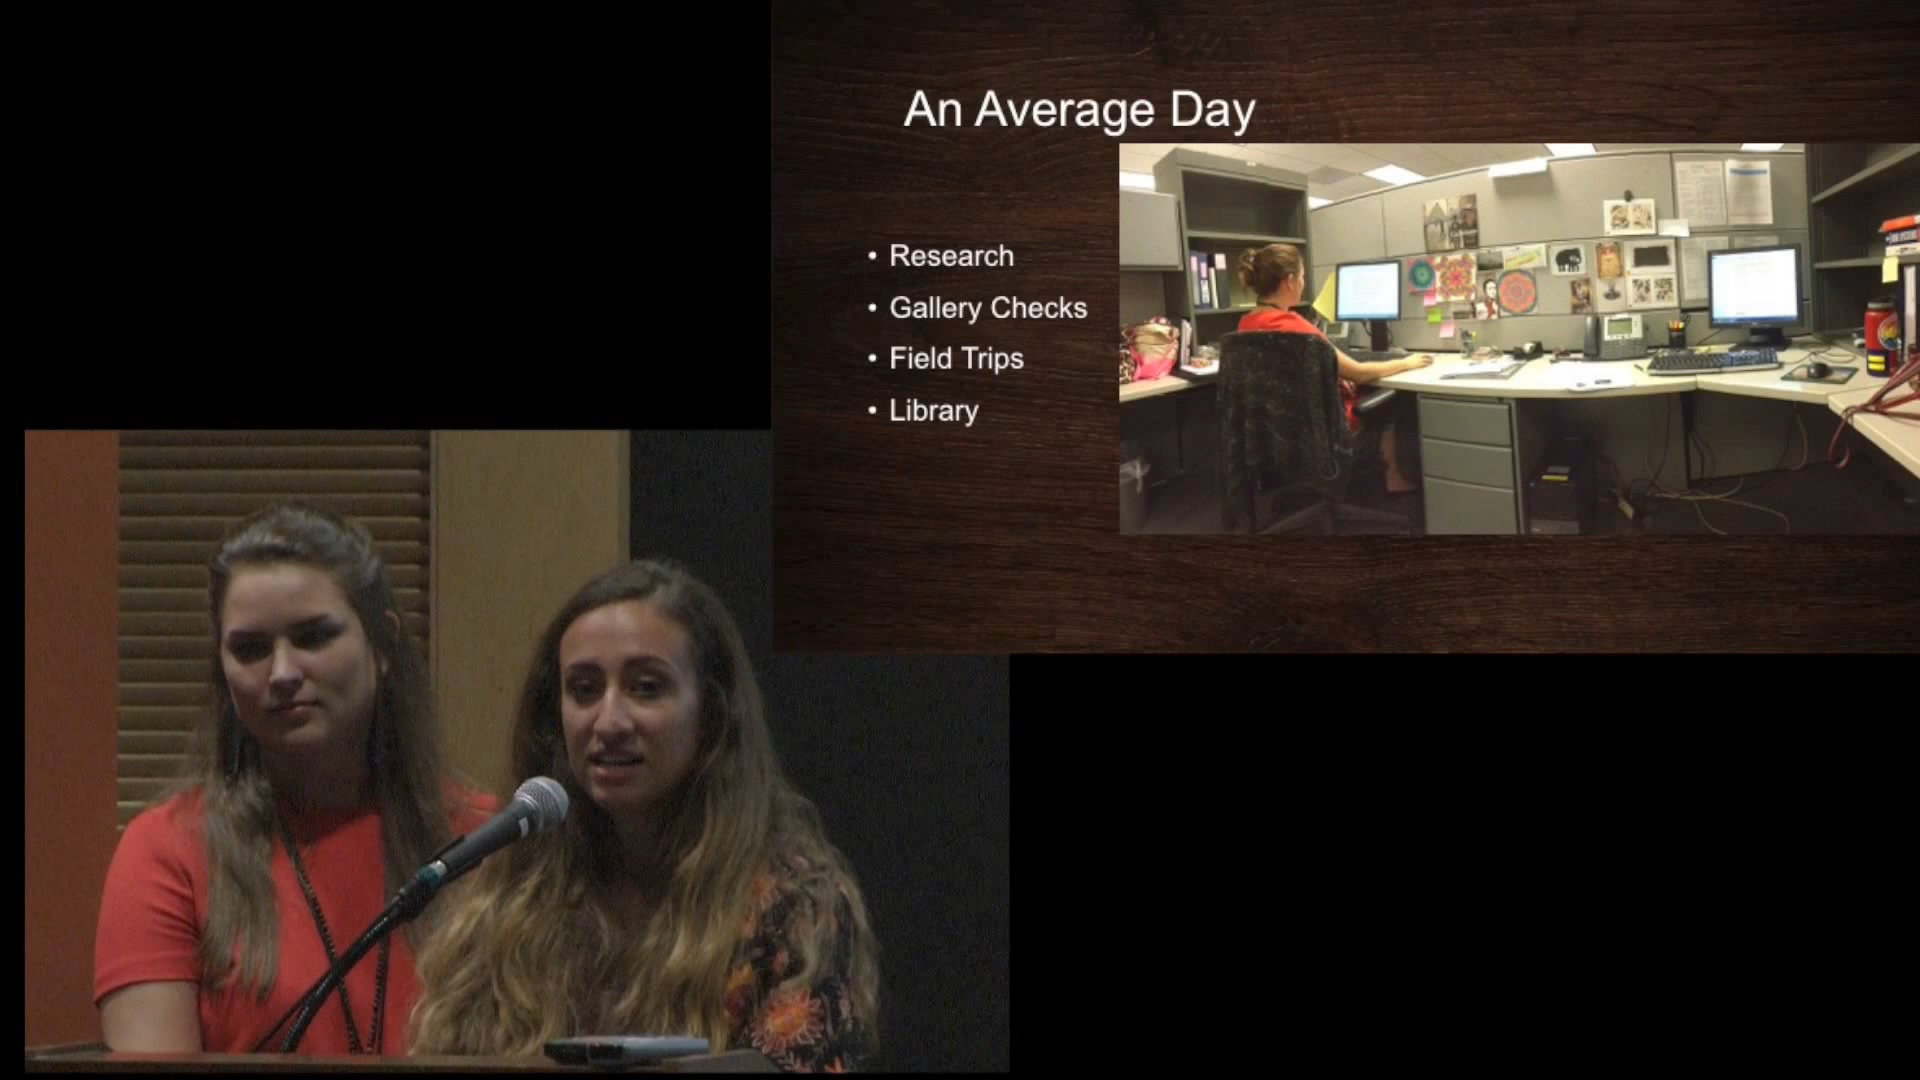 An Average Day
• Research
• Gallery Checks
• Field Trips
• Library